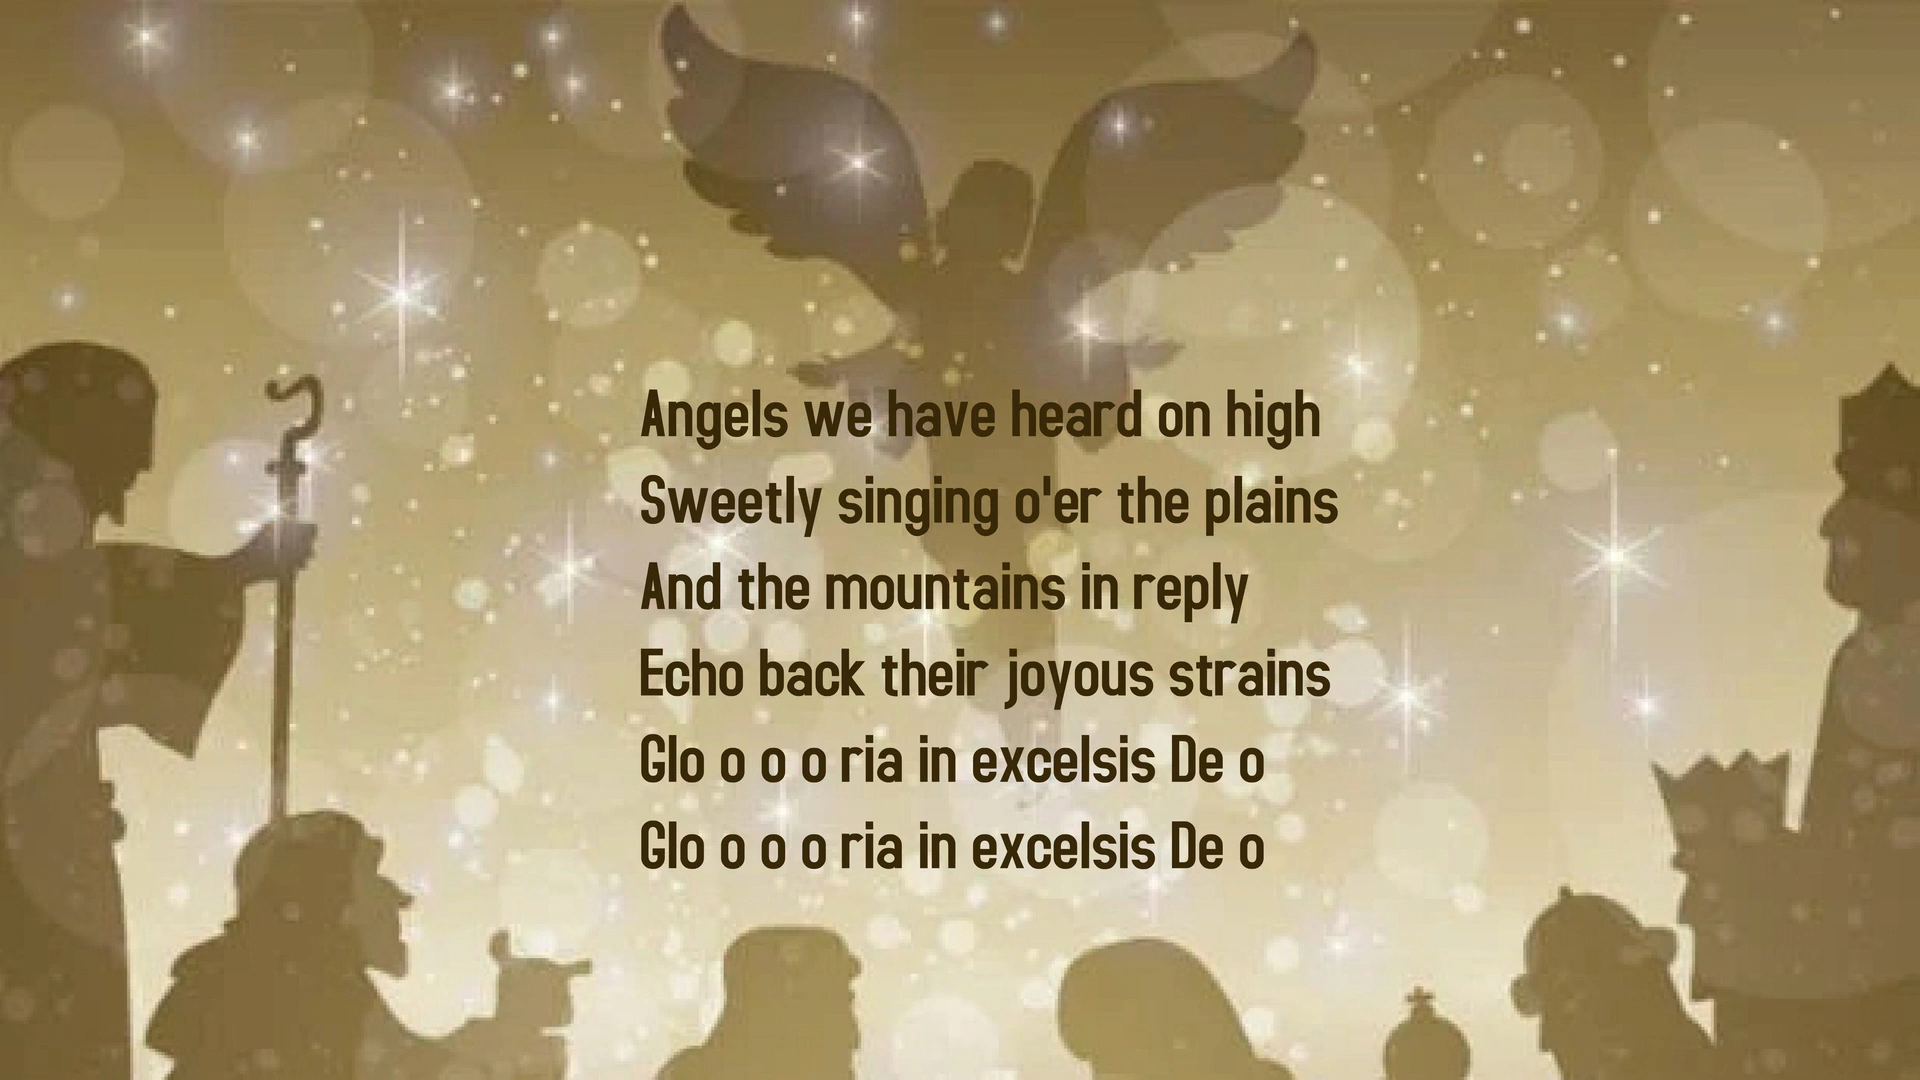 Angels we have heard on high
Sweetly singing o'er the plains
And the mountains in reply
Echo back their joyous strains
Glo o o o ria in excelsis De o
Glo o o o ria in excelsis De o